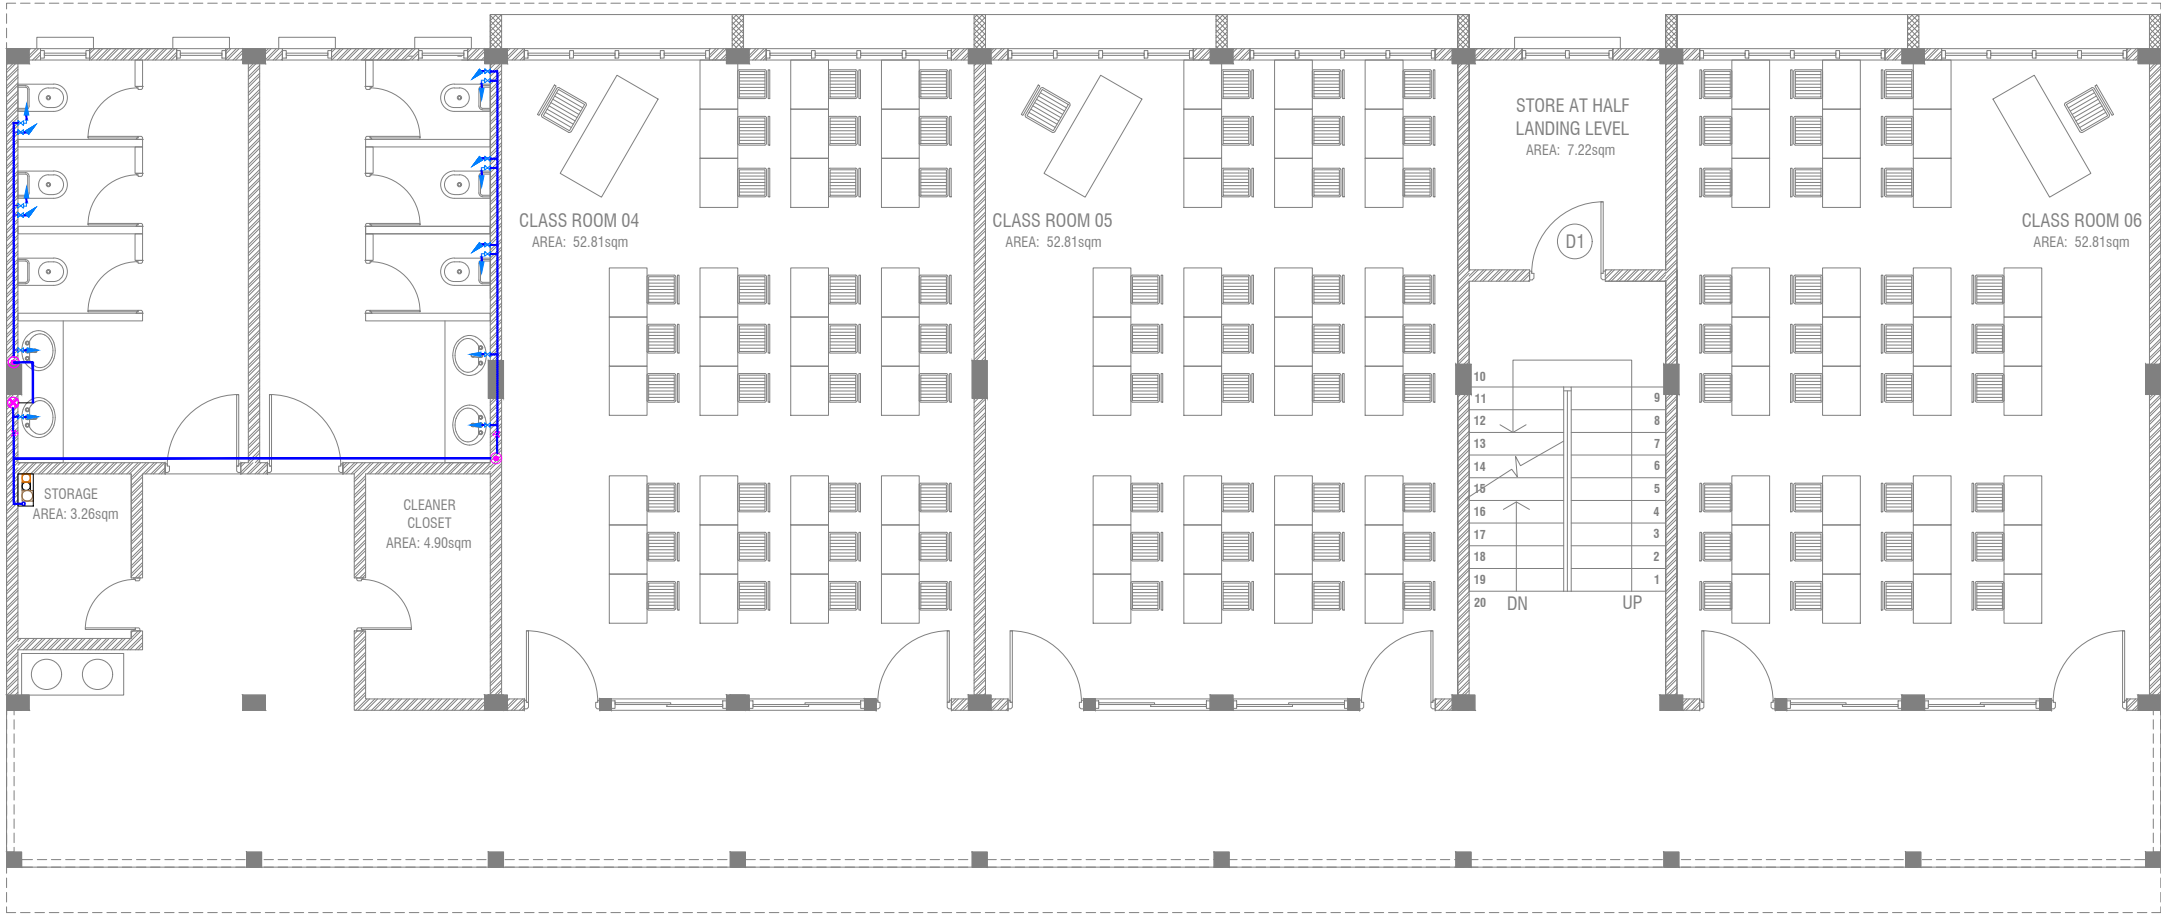 STORE AT HALF
LANDING LEVEL
AREA: 7.22sqm
CLASS ROOM 04
AREA: 52.81sqm
CLASS ROOM 05
AREA: 52.81sqm
D1
CLASS ROOM 06
AREA: 52.81sqm
10
11
12
13
14
15
16
17
18
19
20
9
8
7
6
5
4
3
2
1
DN
UP
STORAGE
AREA: 3.26sqm
CLEANER
CLOSET
AREA: 4.90sqm